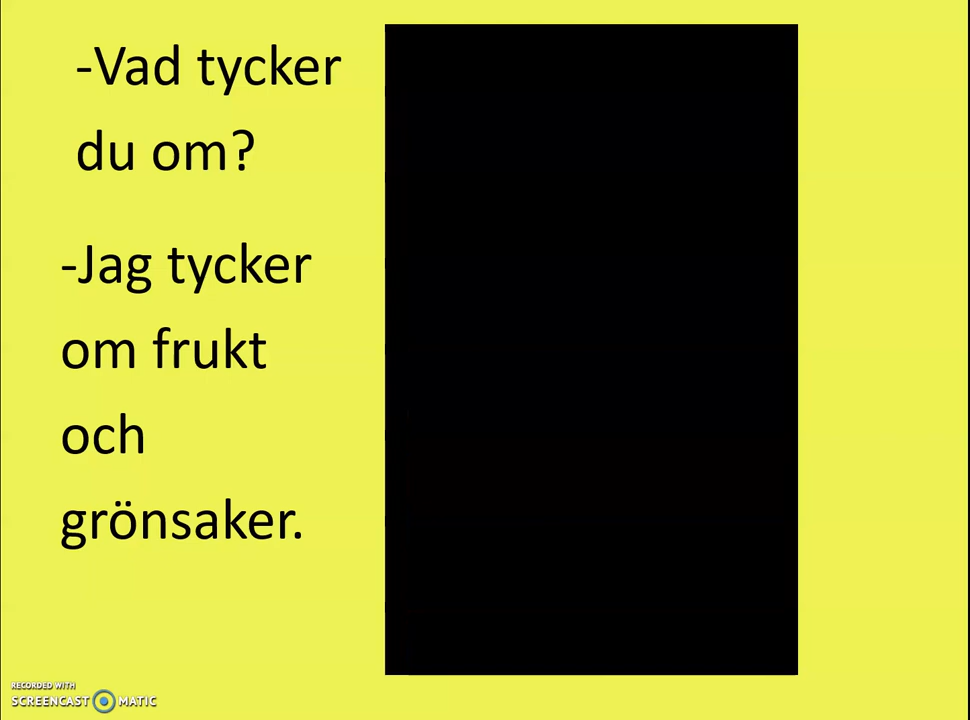 -Vad tycker
du om?
-Jag tycker
om frukt
och
grönsaker.
RECORDED WITH
SCREENCAST MATIC